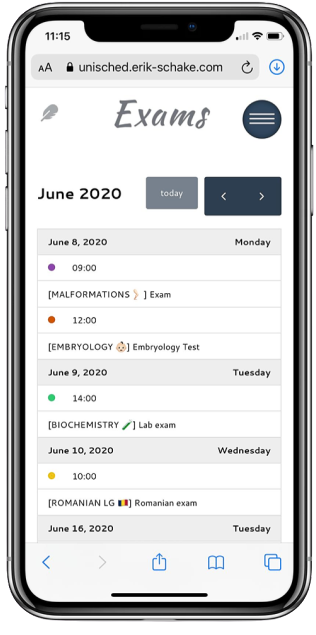 11:15
AA unisched.erik-schake.com
Exams
June 2020 today
June 8, 2020 Monday
09:00
[MALFORMATIONS 🦻🏻] Exam
12:00
[EMBRYOLOGY 👶🏻] Embryology Test
June 9, 2020 Tuesday
14:00
[BIOCHEMISTRY 🧪] Lab exam
June 10, 2020 Wednesday
10:00
[ROMANIAN LG 🇷🇴] Romanian exam
June 16, 2020 Tuesday